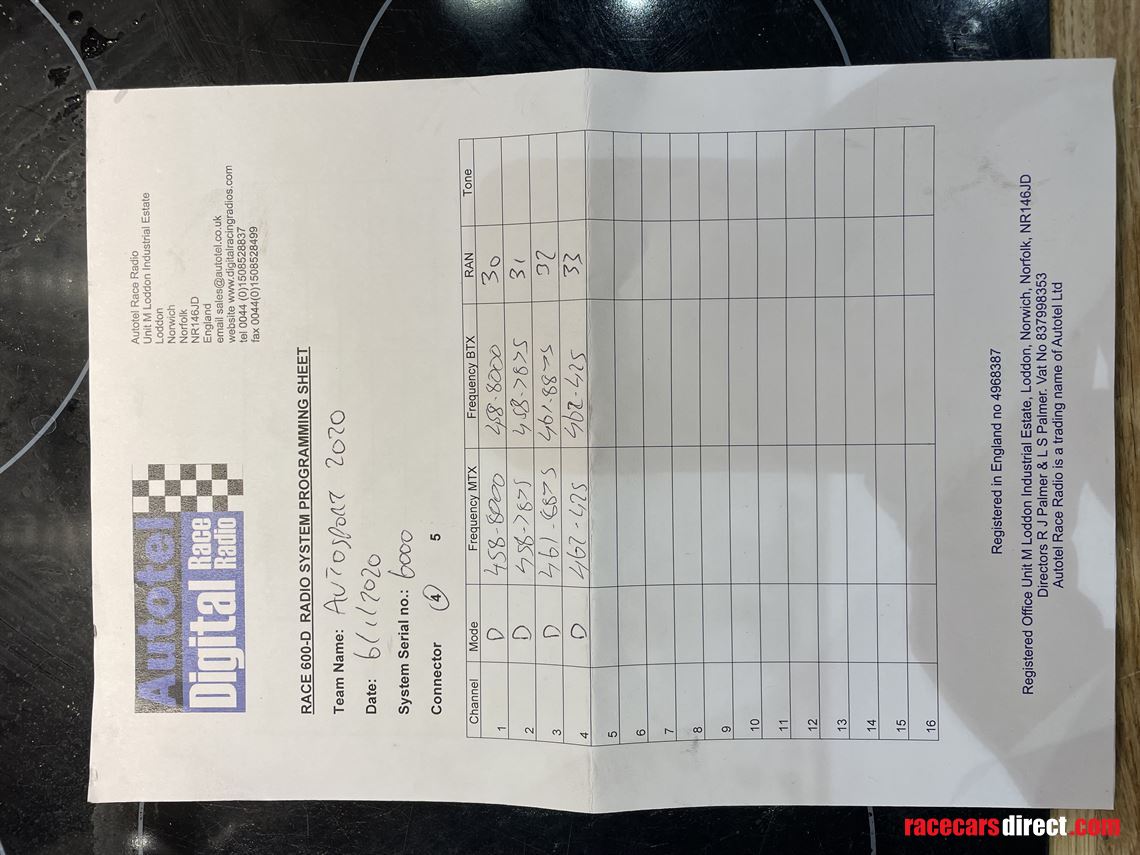 Autotel
Digital Race Radio
Autotel Race Radio
Unit M Loddon Industrial Estate
Loddon
Norwich
Norfolk
NR146JD
England
email sales@autotel.co.uk
website www.digitalracingradios.com
tel 0044 (0)1508528837
fax 0044(0)1508528499
RACE 600-D RADIO SYSTEM PROGRAMMING SHEET
Team Name: AUTOSPORT 2020
Date: 6/1/2020
System Serial no.: 6000
Connector 4 5
Channel Mode Frequency MTX Frequency BTX RAN Tone
1 D 458.8000 458.8000 30
2 D 458.7875 458.7875 31
3 D 461.8875 32
4 D 462.425 462.425 33
5
6
7
8
9
10
11
12
13
14
15
16
Registered in England no 4968387
Registered Office Unit M Loddon Industrial Estate, Loddon, Norwich, Norfolk, NR146JD
Directors R J Palmer & L S Palmer. Vat No 837998353
Autotel Race Radio is a trading name of Autotel Ltd
racecarsdirect.com